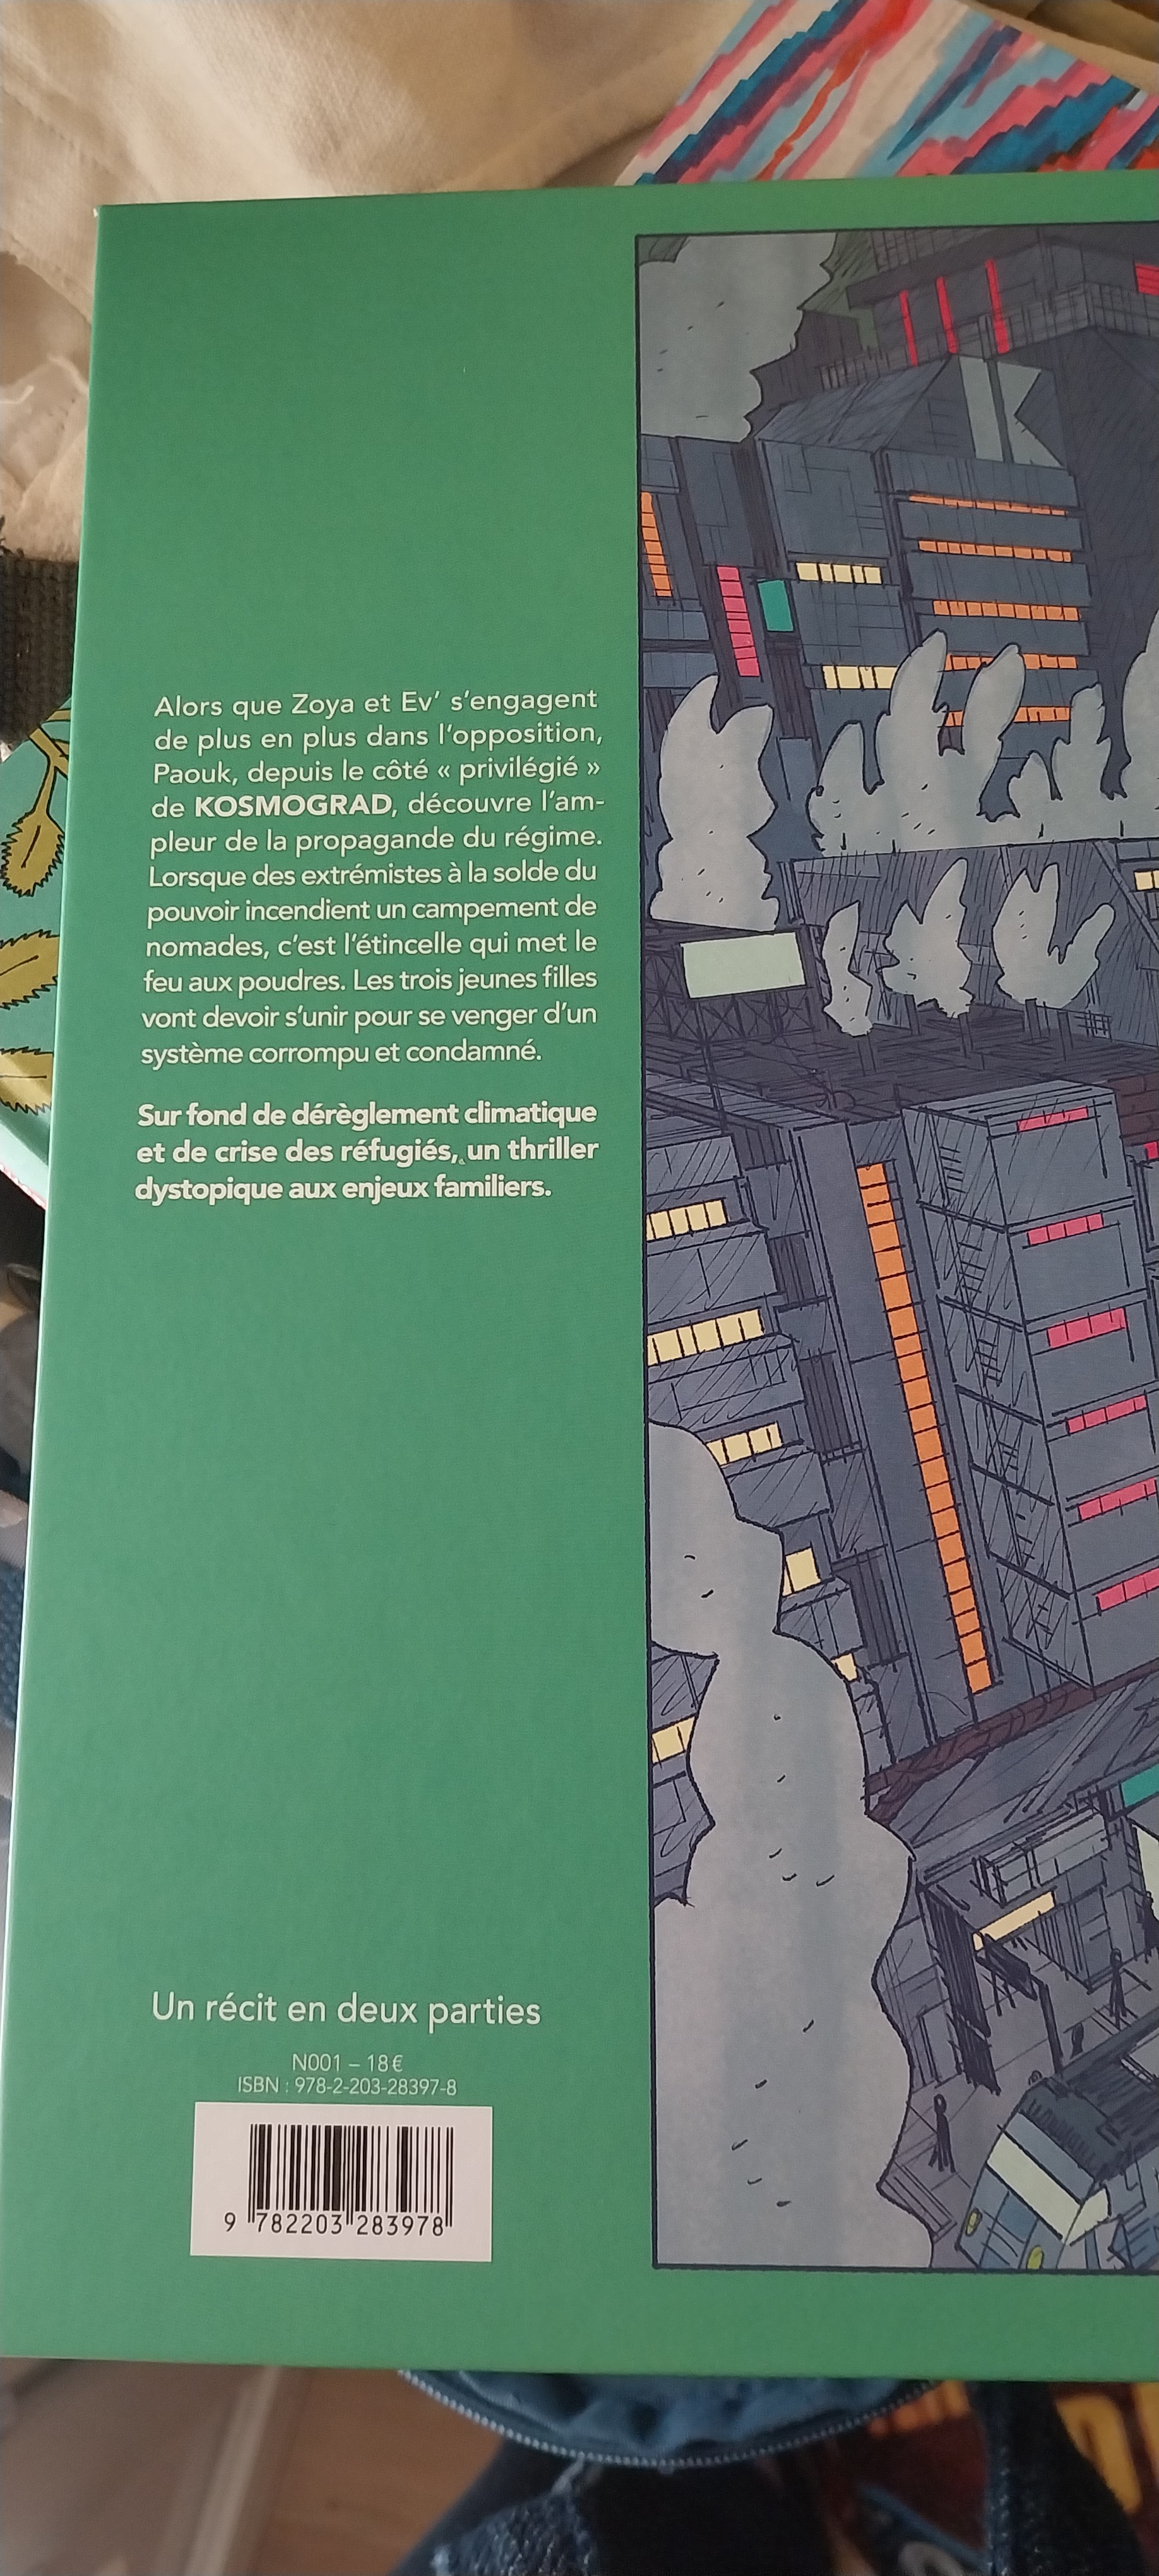 Alors que Zoya et Ev’ s’engagent
de plus en plus dans l’opposition,
Paouk, depuis le côté « privilégié »
de KOSMOGRAD, découvre l’am-
pleur de la propagande du régime.
Lorsque des extrémistes à la solde du
pouvoir incendient un campement de
nomades, c’est l’étincelle qui met le
feu aux poudres. Les trois jeunes filles
vont devoir s’unir pour se venger d’un
système corrompu et condamné.
Sur fond de dérèglement climatique
et de crise des réfugiés, un thriller
dystopique aux enjeux familiers.
Un récit en deux parties
N001 – 18 €
ISBN : 978-2-203-28397-8
9 782203 283978